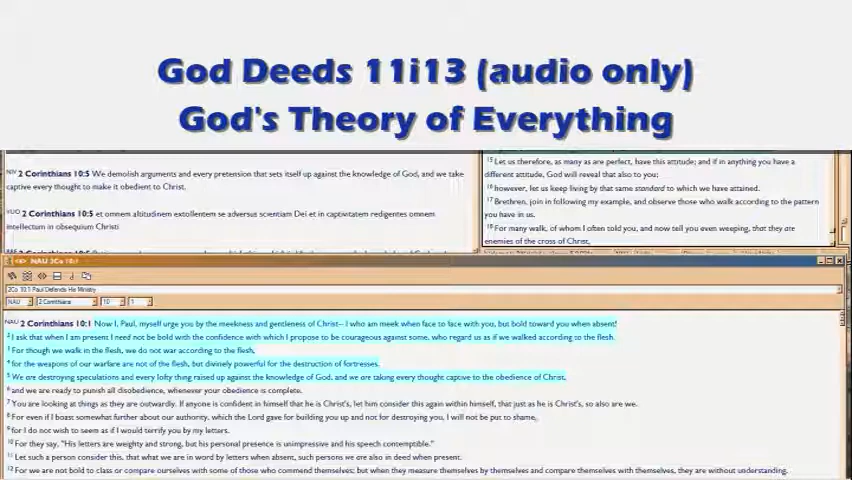 God Deeds 11i13 (audio only)
God's Theory of Everything
NIV 2 Corinthians 10:5 We demolish arguments and every pretension that sets itself up against the knowledge of God, and we take
captive every thought to make it obedient to Christ.
VUO 2 Corinthians 10:5 et omnem altitudinem extollentem se adversus scientiam Dei et in captivitatem redigentes omnem
intellectum in obsequium Christi
15 Let us therefore, as many as are perfect, have this attitude; and if in anything you have a
different attitude, God will reveal that also to you;
16 however, let us keep living by that same standard to which we have attained.
17 Brethren, join in following my example, and observe those who walk according to the pattern
you have in us.
18 For many walk, of whom I often told you, and now tell you even weeping, that they are
enemies of the cross of Christ,
NAU 2Co 10:1
2Co 10:1 Paul Defends His Ministry
NAU 2 Corinthians 10 1
NAU 2 Corinthians 10:1 Now I, Paul, myself urge you by the meekness and gentleness of Christ-- I who am meek when face to face with you, but bold toward you when absent!
2 I ask that when I am present I need not be bold with the confidence with which I propose to be courageous against some, who regard us as if we walked according to the flesh.
3 For though we walk in the flesh, we do not war according to the flesh,
4 for the weapons of our warfare are not of the flesh, but divinely powerful for the destruction of fortresses.
5 We are destroying speculations and every lofty thing raised up against the knowledge of God, and we are taking every thought captive to the obedience of Christ,
6 and we are ready to punish all disobedience, whenever your obedience is complete.
7 You are looking at things as they are outwardly. If anyone is confident in himself that he is Christ's, let him consider this again within himself, that just as he is Christ's, so also are we.
8 For even if I boast somewhat further about our authority, which the Lord gave for building you up and not for destroying you, I will not be put to shame,
9 for I do not wish to seem as if I would terrify you by my letters.
10 For they say, "His letters are weighty and strong, but his personal presence is unimpressive and his speech contemptible."
11 Let such a person consider this, that what we are in word by letters when absent, such persons we are also in deed when present.
12 For we are not bold to class or compare ourselves with some of those who commend themselves; but when they measure themselves by themselves and compare themselves with themselves, they are without understanding.